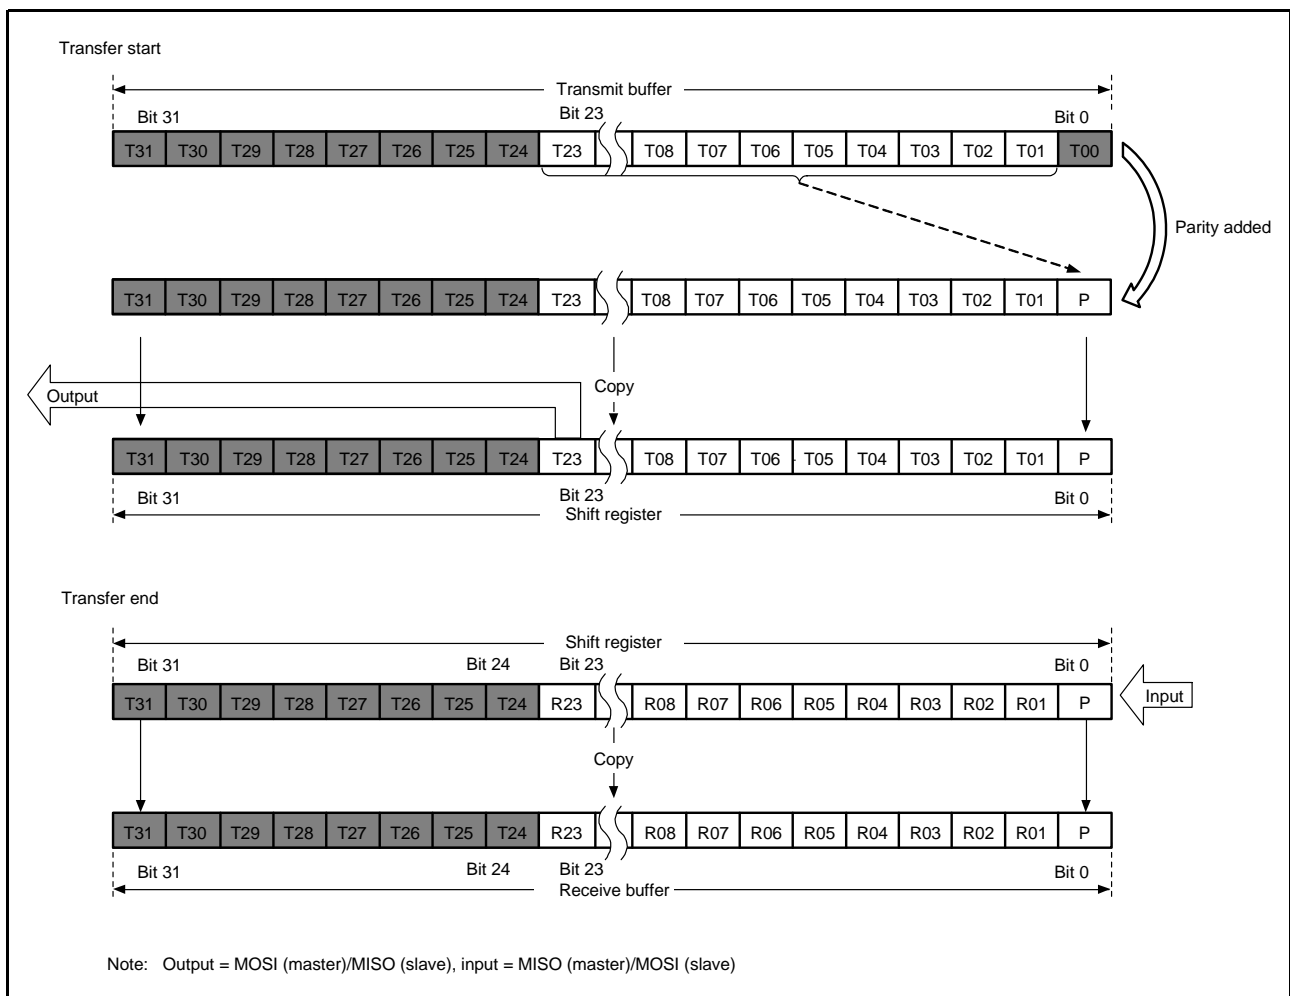 Transfer start
Transmit buffer
Bit 31 Bit 23 Bit 0
T31 T30 T29 T28 T27 T26 T25 T24 T23 T08 T07 T06 T05 T04 T03 T02 T01 T00
Parity added
T31 T30 T29 T28 T27 T26 T25 T24 T23 T08 T07 T06 T05 T04 T03 T02 T01 P
Copy
Output
T31 T30 T29 T28 T27 T26 T25 T24 T23 T08 T07 T06 T05 T04 T03 T02 T01 P
Bit 31 Bit 23 Bit 0
Shift register
Transfer end
Shift register
Bit 31 Bit 24 Bit 23 Bit 0
T31 T30 T29 T28 T27 T26 T25 T24 R23 R08 R07 R06 R05 R04 R03 R02 R01 P
Input
Copy
T31 T30 T29 T28 T27 T26 T25 T24 R23 R08 R07 R06 R05 R04 R03 R02 R01 P
Bit 31 Bit 24 Bit 23 Bit 0
Receive buffer
Note: Output = MOSI (master)/MISO (slave), input = MISO (master)/MOSI (slave)